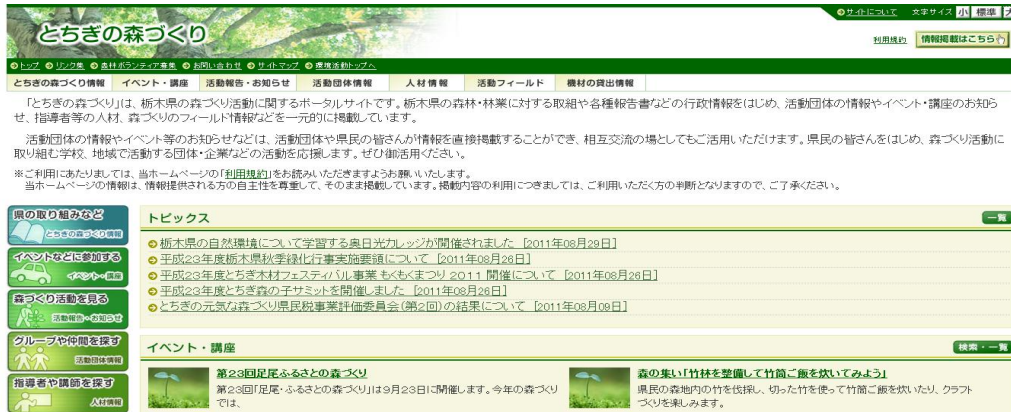 サイトについて 文字サイズ 小 標準
とちぎの森づくり
利用規約 情報掲載はこちら
トップ リンク集 森林ボランティア募集 お問い合わせ サイトマップ 環境活動トップへ
とちぎの森づくり情報 イベント・講座 活動報告・お知らせ 活動団体情報 人材情報 活動フィールド 機材の貸出情報
「とちぎの森づくり」は、栃木県の森づくり活動に関するポータルサイトです。栃木県の森林・林業に対する取組や各種報告書などの行政情報をはじめ、活動団体の情報やイベント・講座のお知ら
せ、指導者等の人材、森づくりのフィールド情報などを一元的に掲載しています。
活動団体の情報やイベント等のお知らせなどは、活動団体や県民の皆さんが情報を直接掲載することができ、相互交流の場としてもご活用いただけます。県民の皆さんをはじめ、森づくり活動に
取り組む学校、地域で活動する団体・企業などの活動を応援します。ぜひ御活用ください。
※ご利用にあたりましては、当ホームページの「利用規約」をお読みいただきますようお願いいたします。
当ホームページの情報は、情報提供される方の自主性を尊重して、そのまま掲載しています。掲載内容の利用につきましては、ご利用いただく方の判断となりますので、ご了承ください。
県の取り組みなど
とちぎの森づくり情報
イベントなどに参加する
イベント・講座
森づくり活動を見る
活動報告・お知らせ
グループや仲間を探す
活動団体情報
指導者や講師を探す
人材情報
トピックス 一覧
栃木県の自然環境について学習する奥日光カレッジが開催されました [2011年08月29日]
平成23年度栃木県秋季緑化行事実施要領について [2011年08月26日]
平成23年度とちぎ木材フェスティバル事業 もくもくまつり 2011 開催について [2011年08月26日]
平成23年度とちぎ森の子サミットを開催しました [2011年08月26日]
とちぎの元気な森づくり県民税事業評価委員会(第2回)の結果について [2011年08月09日]
イベント・講座 検索・一覧
第23回足尾ふるさとの森づくり
第23回「足尾・ふるさとの森づくり」は9月23日に開催します。今年の森づくり
では、
森の集い「竹林を整備して竹筒ご飯を炊いてみよう」
県民の森地内の竹を伐採し、切った竹を使って竹筒ご飯を炊いたり、クラフト
づくりを楽しみます。